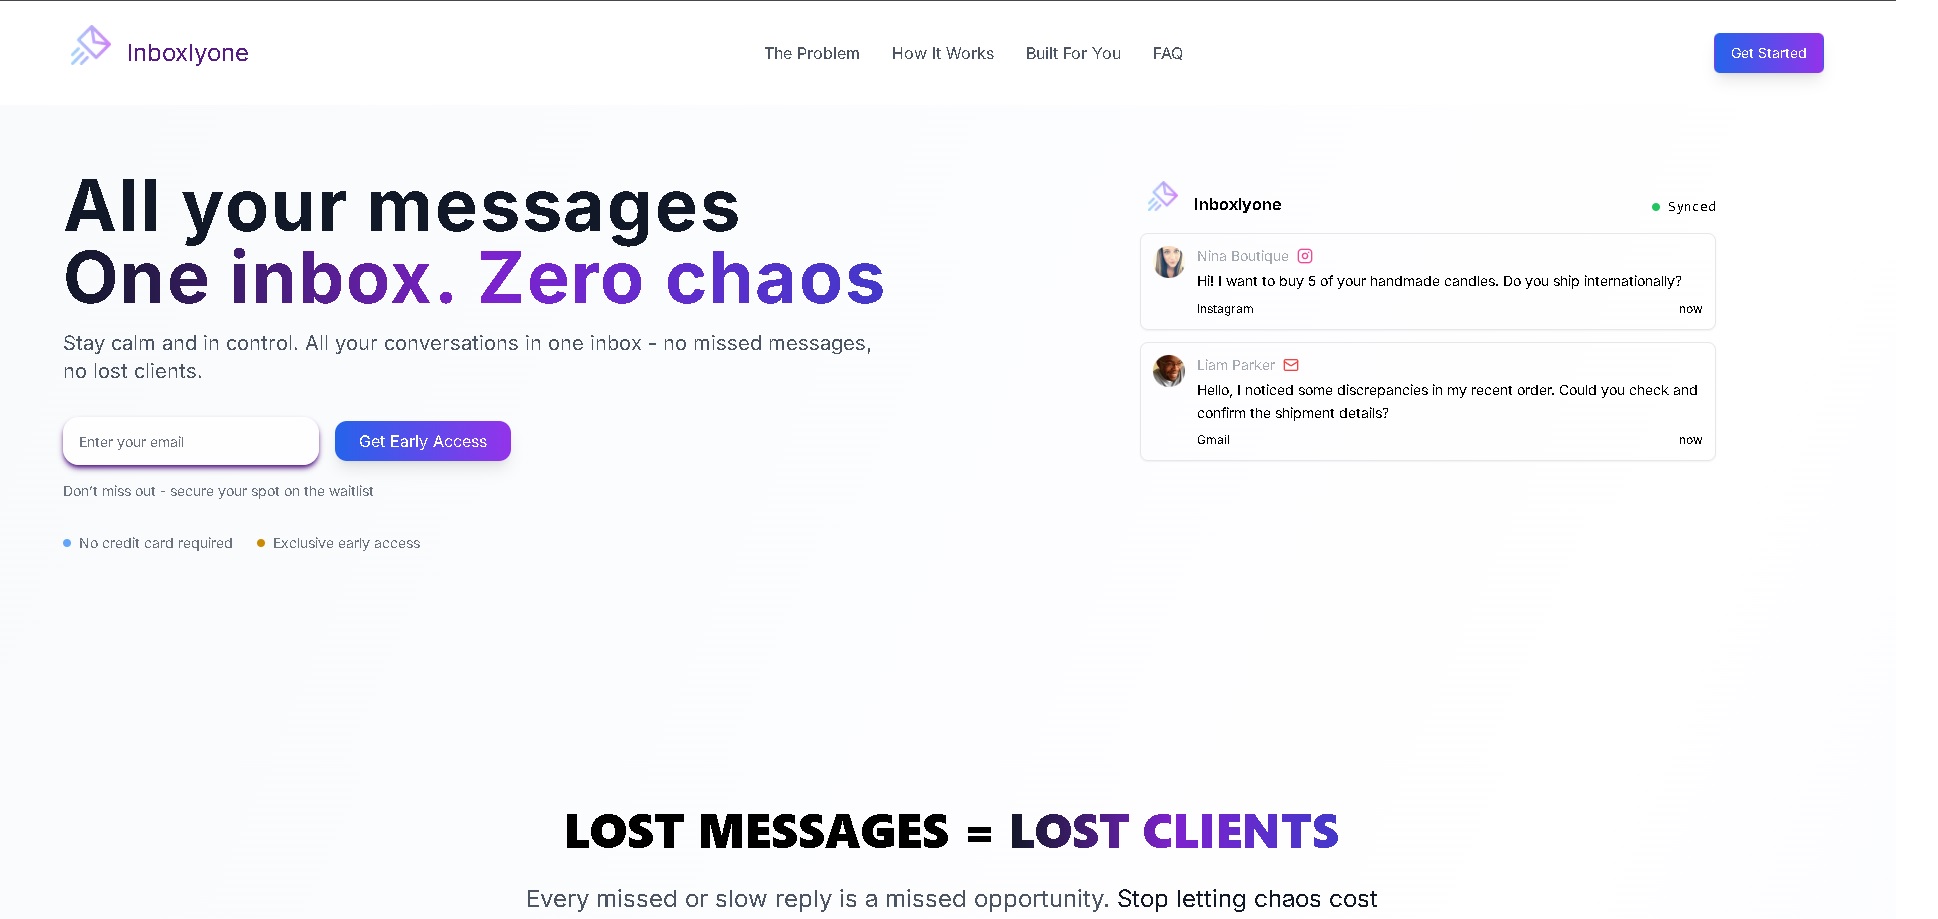 Inboxlyone
The Problem
How It Works
Built For You
FAQ
Get Started
All your messages
One inbox. Zero chaos
Stay calm and in control. All your conversations in one inbox - no missed messages,
no lost clients.
Enter your email
Get Early Access
Don't miss out - secure your spot on the waitlist
No credit card required
Exclusive early access
Inboxlyone
Synced
Nina Boutique
Hi! I want to buy 5 of your handmade candles. Do you ship internationally?
Instagram
now
Liam Parker
Hello, I noticed some discrepancies in my recent order. Could you check and
confirm the shipment details?
Gmail
now
LOST MESSAGES = LOST CLIENTS
Every missed or slow reply is a missed opportunity. Stop letting chaos cost